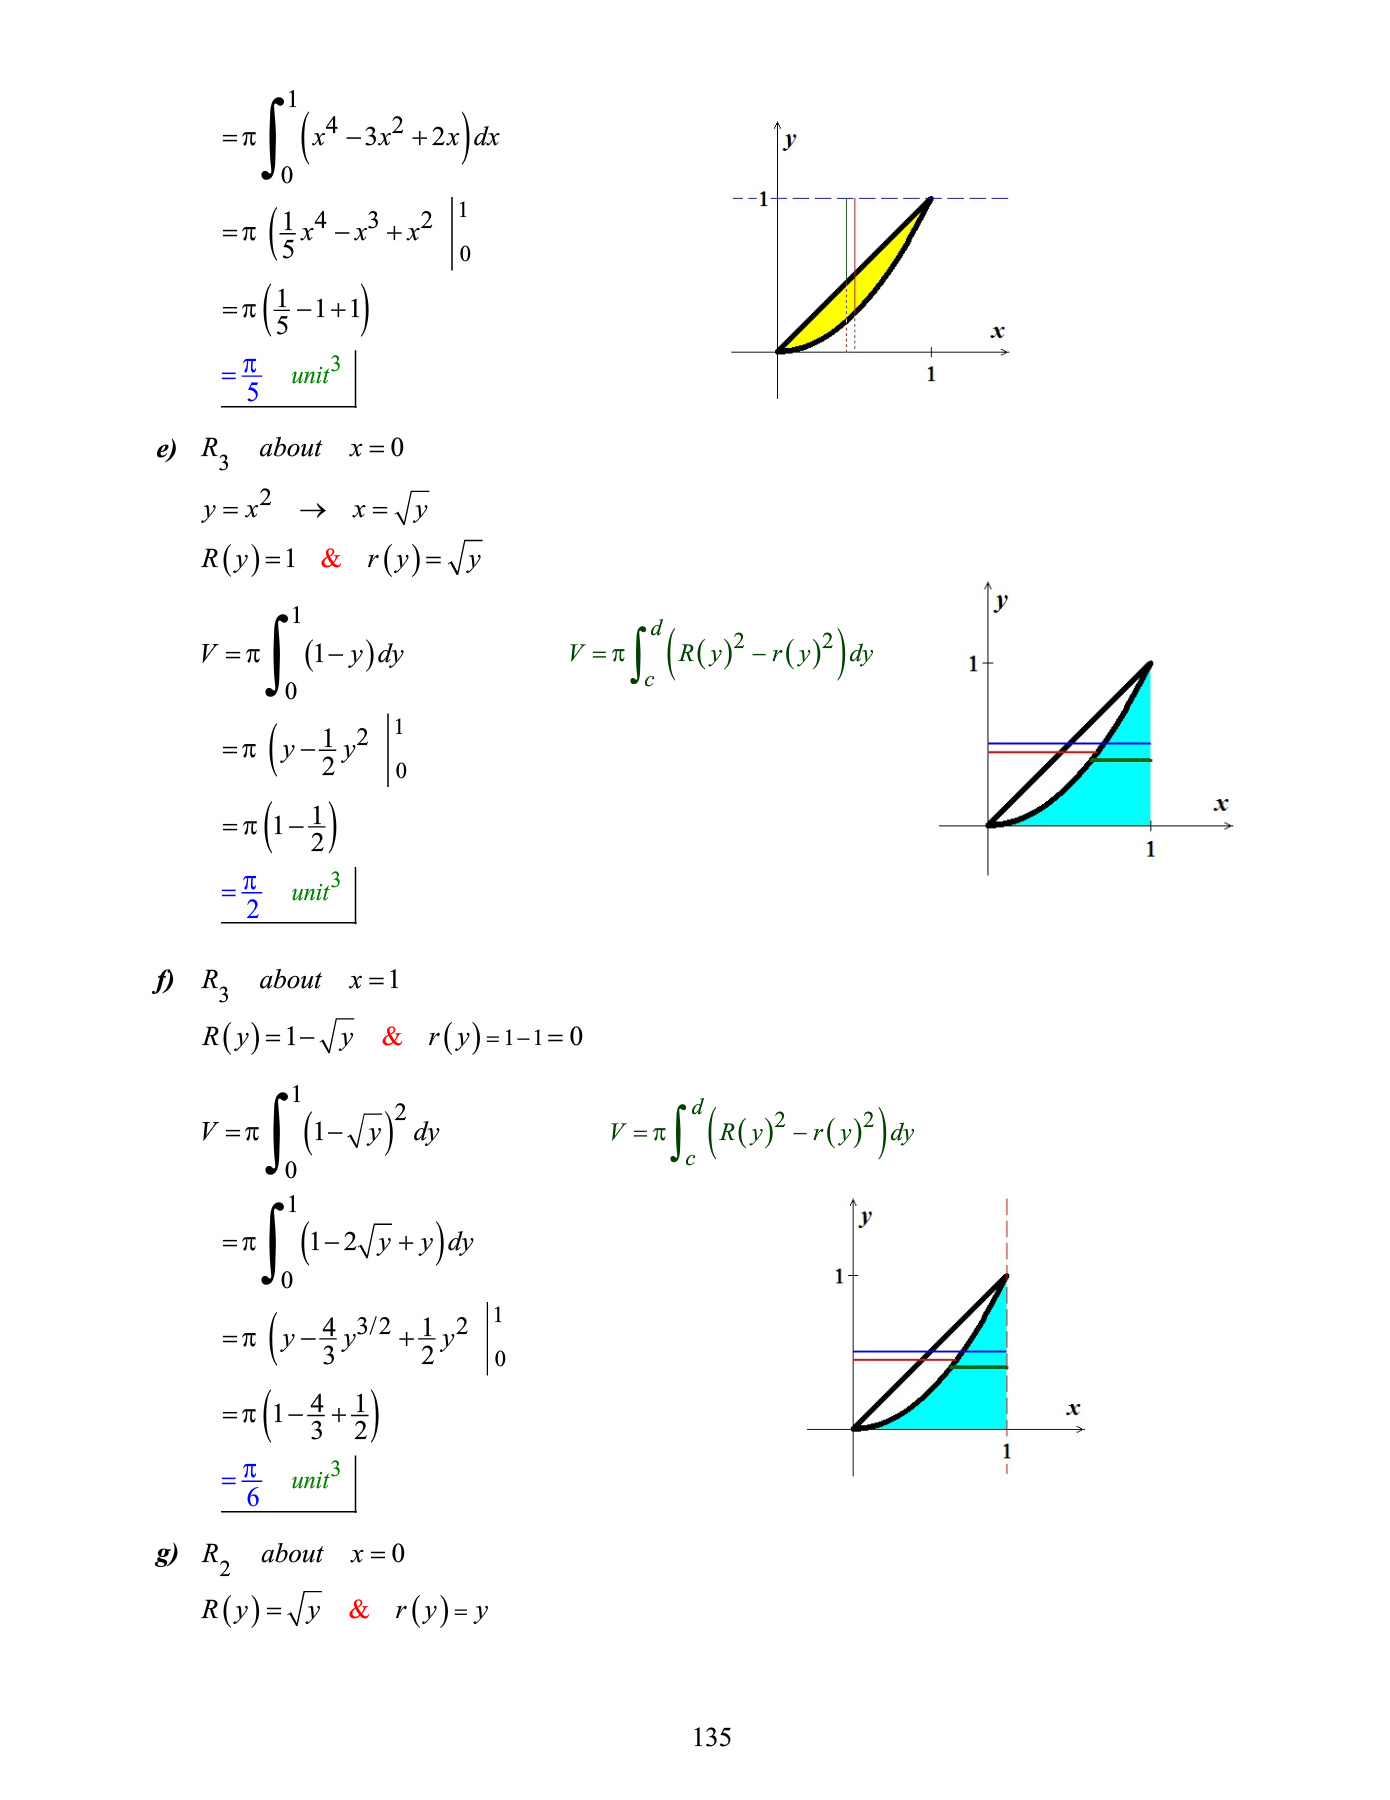 = π ∫₀¹ (x⁴ − 3x² + 2x) dx
= π (1/5 x⁴ − x³ + x² |₀¹
= π (1/5 − 1 + 1)
= π/5 unit³
y
1
x
1
e) R₃ about x = 0
y = x² → x = √y
R(y) = 1 & r(y) = √y
V = π ∫₀¹ (1 − y) dy V = π ∫_c^d (R(y)² − r(y)²) dy
= π (y − 1/2 y² |₀¹
= π (1 − 1/2)
= π/2 unit³
y
1
x
1
f) R₃ about x = 1
R(y) = 1 − √y & r(y) = 1 − 1 = 0
V = π ∫₀¹ (1 − √y)² dy V = π ∫_c^d (R(y)² − r(y)²) dy
= π ∫₀¹ (1 − 2√y + y) dy
= π (y − 4/3 y^{3/2} + 1/2 y² |₀¹
= π (1 − 4/3 + 1/2)
= π/6 unit³
y
1
x
1
g) R₂ about x = 0
R(y) = √y & r(y) = y
135